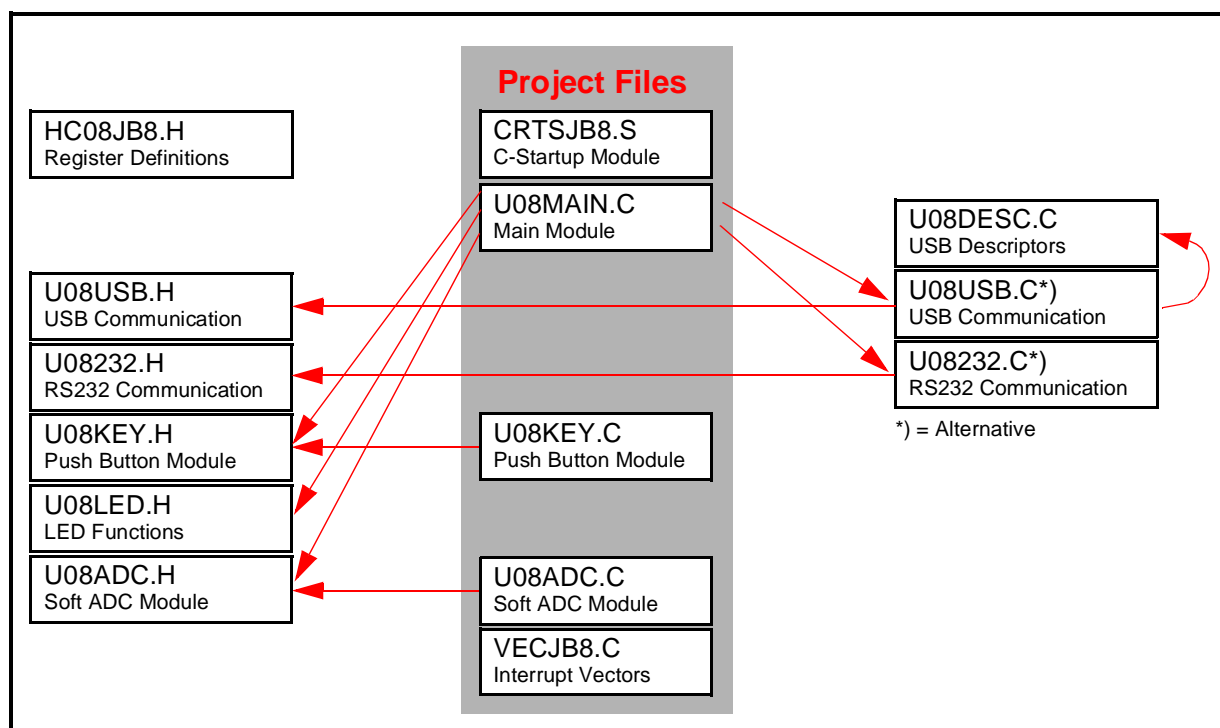 Project Files
HC08JB8.H
Register Definitions
U08USB.H
USB Communication
U08232.H
RS232 Communication
U08KEY.H
Push Button Module
U08LED.H
LED Functions
U08ADC.H
Soft ADC Module
CRTSJB8.S
C-Startup Module
U08MAIN.C
Main Module
U08KEY.C
Push Button Module
U08ADC.C
Soft ADC Module
VECJB8.C
Interrupt Vectors
U08DESC.C
USB Descriptors
U08USB.C*)
USB Communication
U08232.C*)
RS232 Communication
*) = Alternative